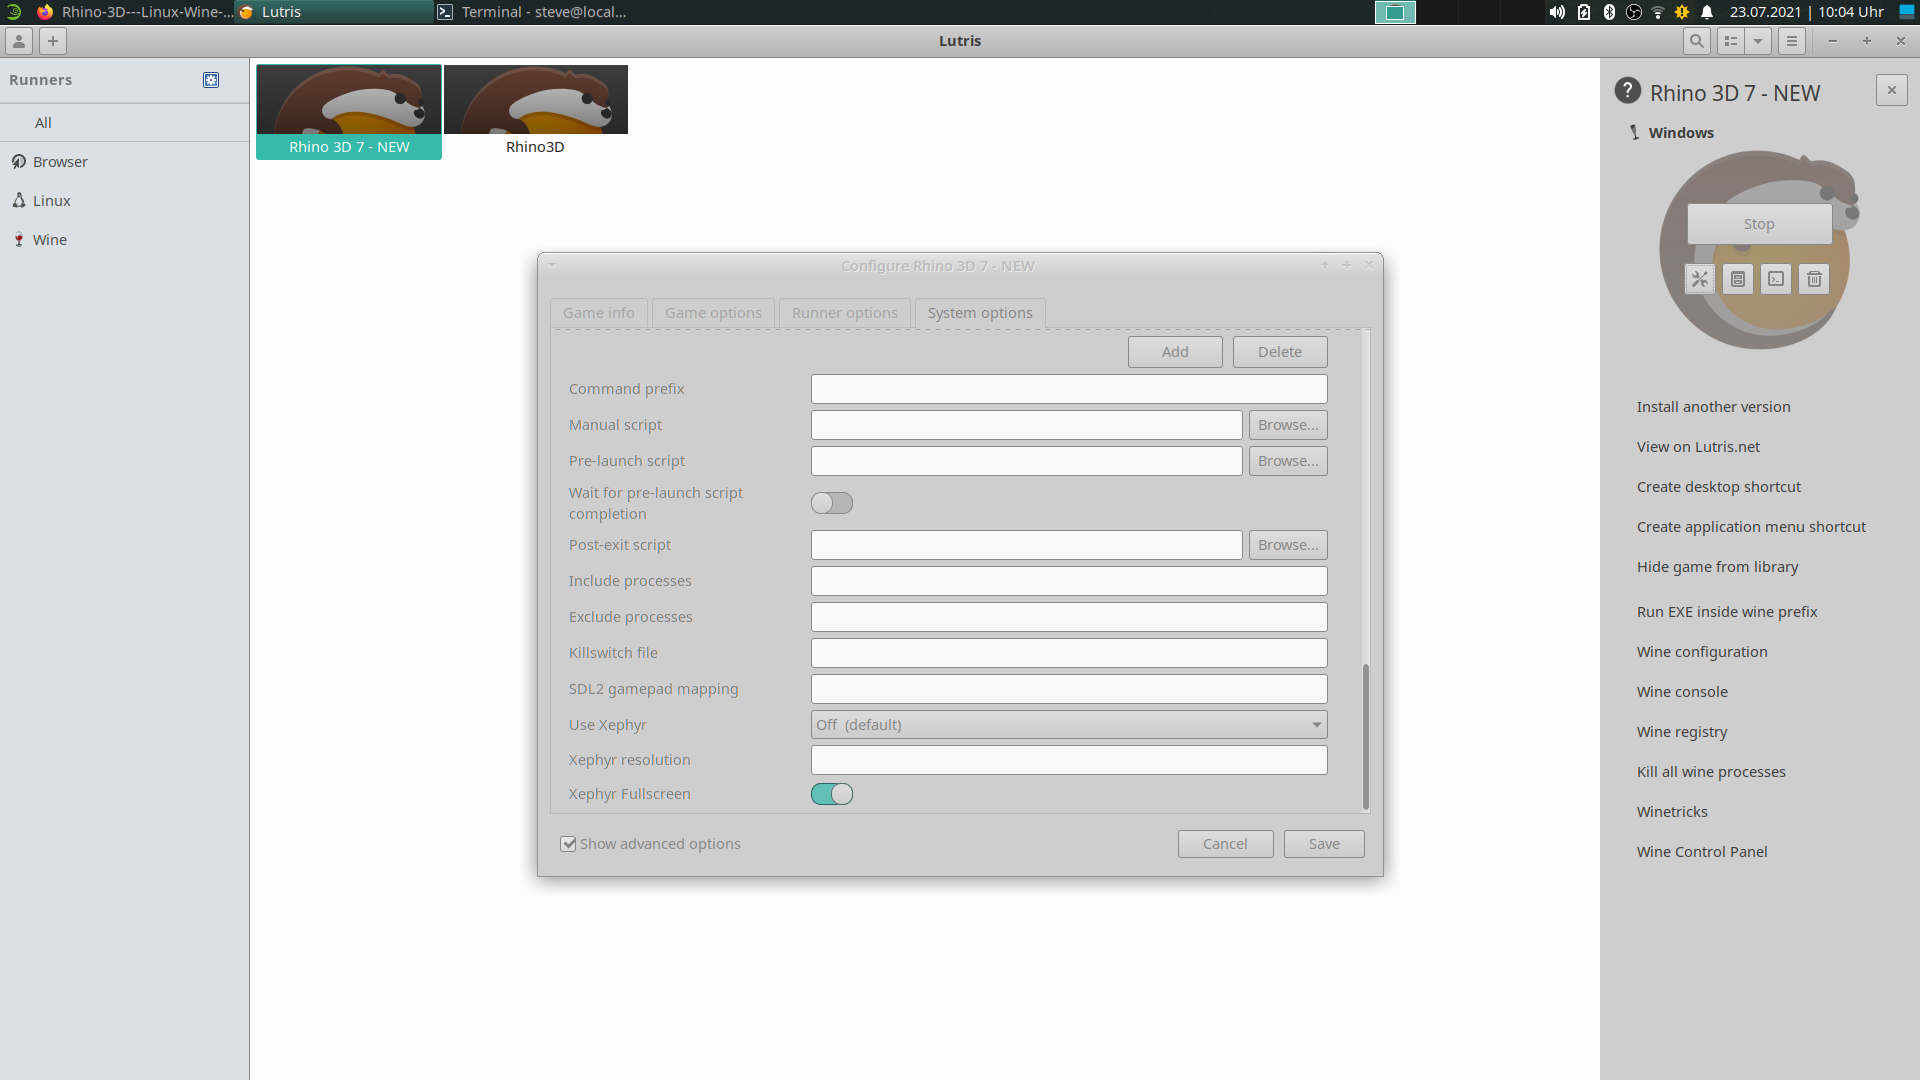 Rhino-3D---Linux-Wine-...
Lutris
Terminal - steve@local...
23.07.2021 | 10:04 Uhr
Lutris
Runners
All
Browser
Linux
Wine
Rhino 3D 7 - NEW
Rhino3D
Configure Rhino 3D 7 - NEW
Game info
Game options
Runner options
System options
Add
Delete
Command prefix
Manual script
Browse...
Pre-launch script
Browse...
Wait for pre-launch script
completion
Post-exit script
Browse...
Include processes
Exclude processes
Killswitch file
SDL2 gamepad mapping
Use Xephyr
Off (default)
Xephyr resolution
Xephyr Fullscreen
Show advanced options
Cancel
Save
? Rhino 3D 7 - NEW
Windows
Stop
Install another version
View on Lutris.net
Create desktop shortcut
Create application menu shortcut
Hide game from library
Run EXE inside wine prefix
Wine configuration
Wine console
Wine registry
Kill all wine processes
Winetricks
Wine Control Panel